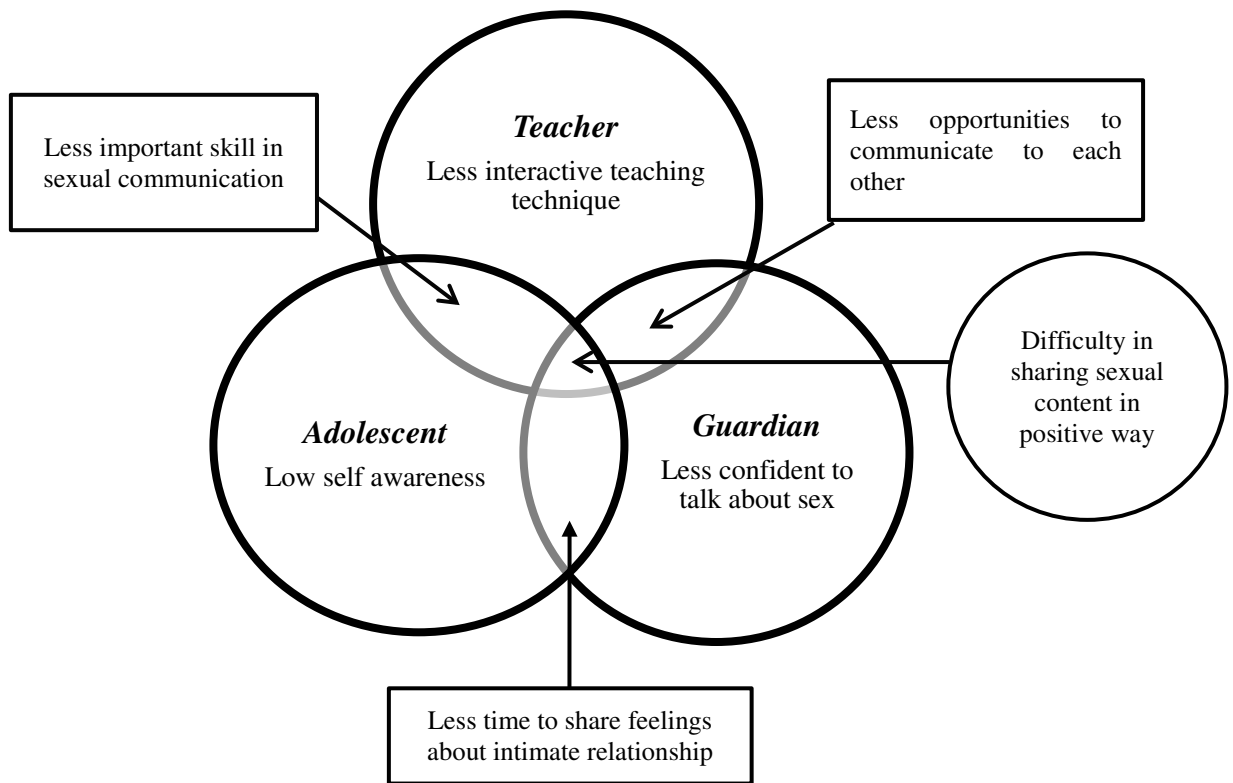 Teacher
Less interactive teaching
technique
Less important skill in
sexual communication
Less opportunities to
communicate to each
other
Difficulty in
sharing sexual
content in
positive way
Adolescent
Low self awareness
Guardian
Less confident to
talk about sex
Less time to share feelings
about intimate relationship